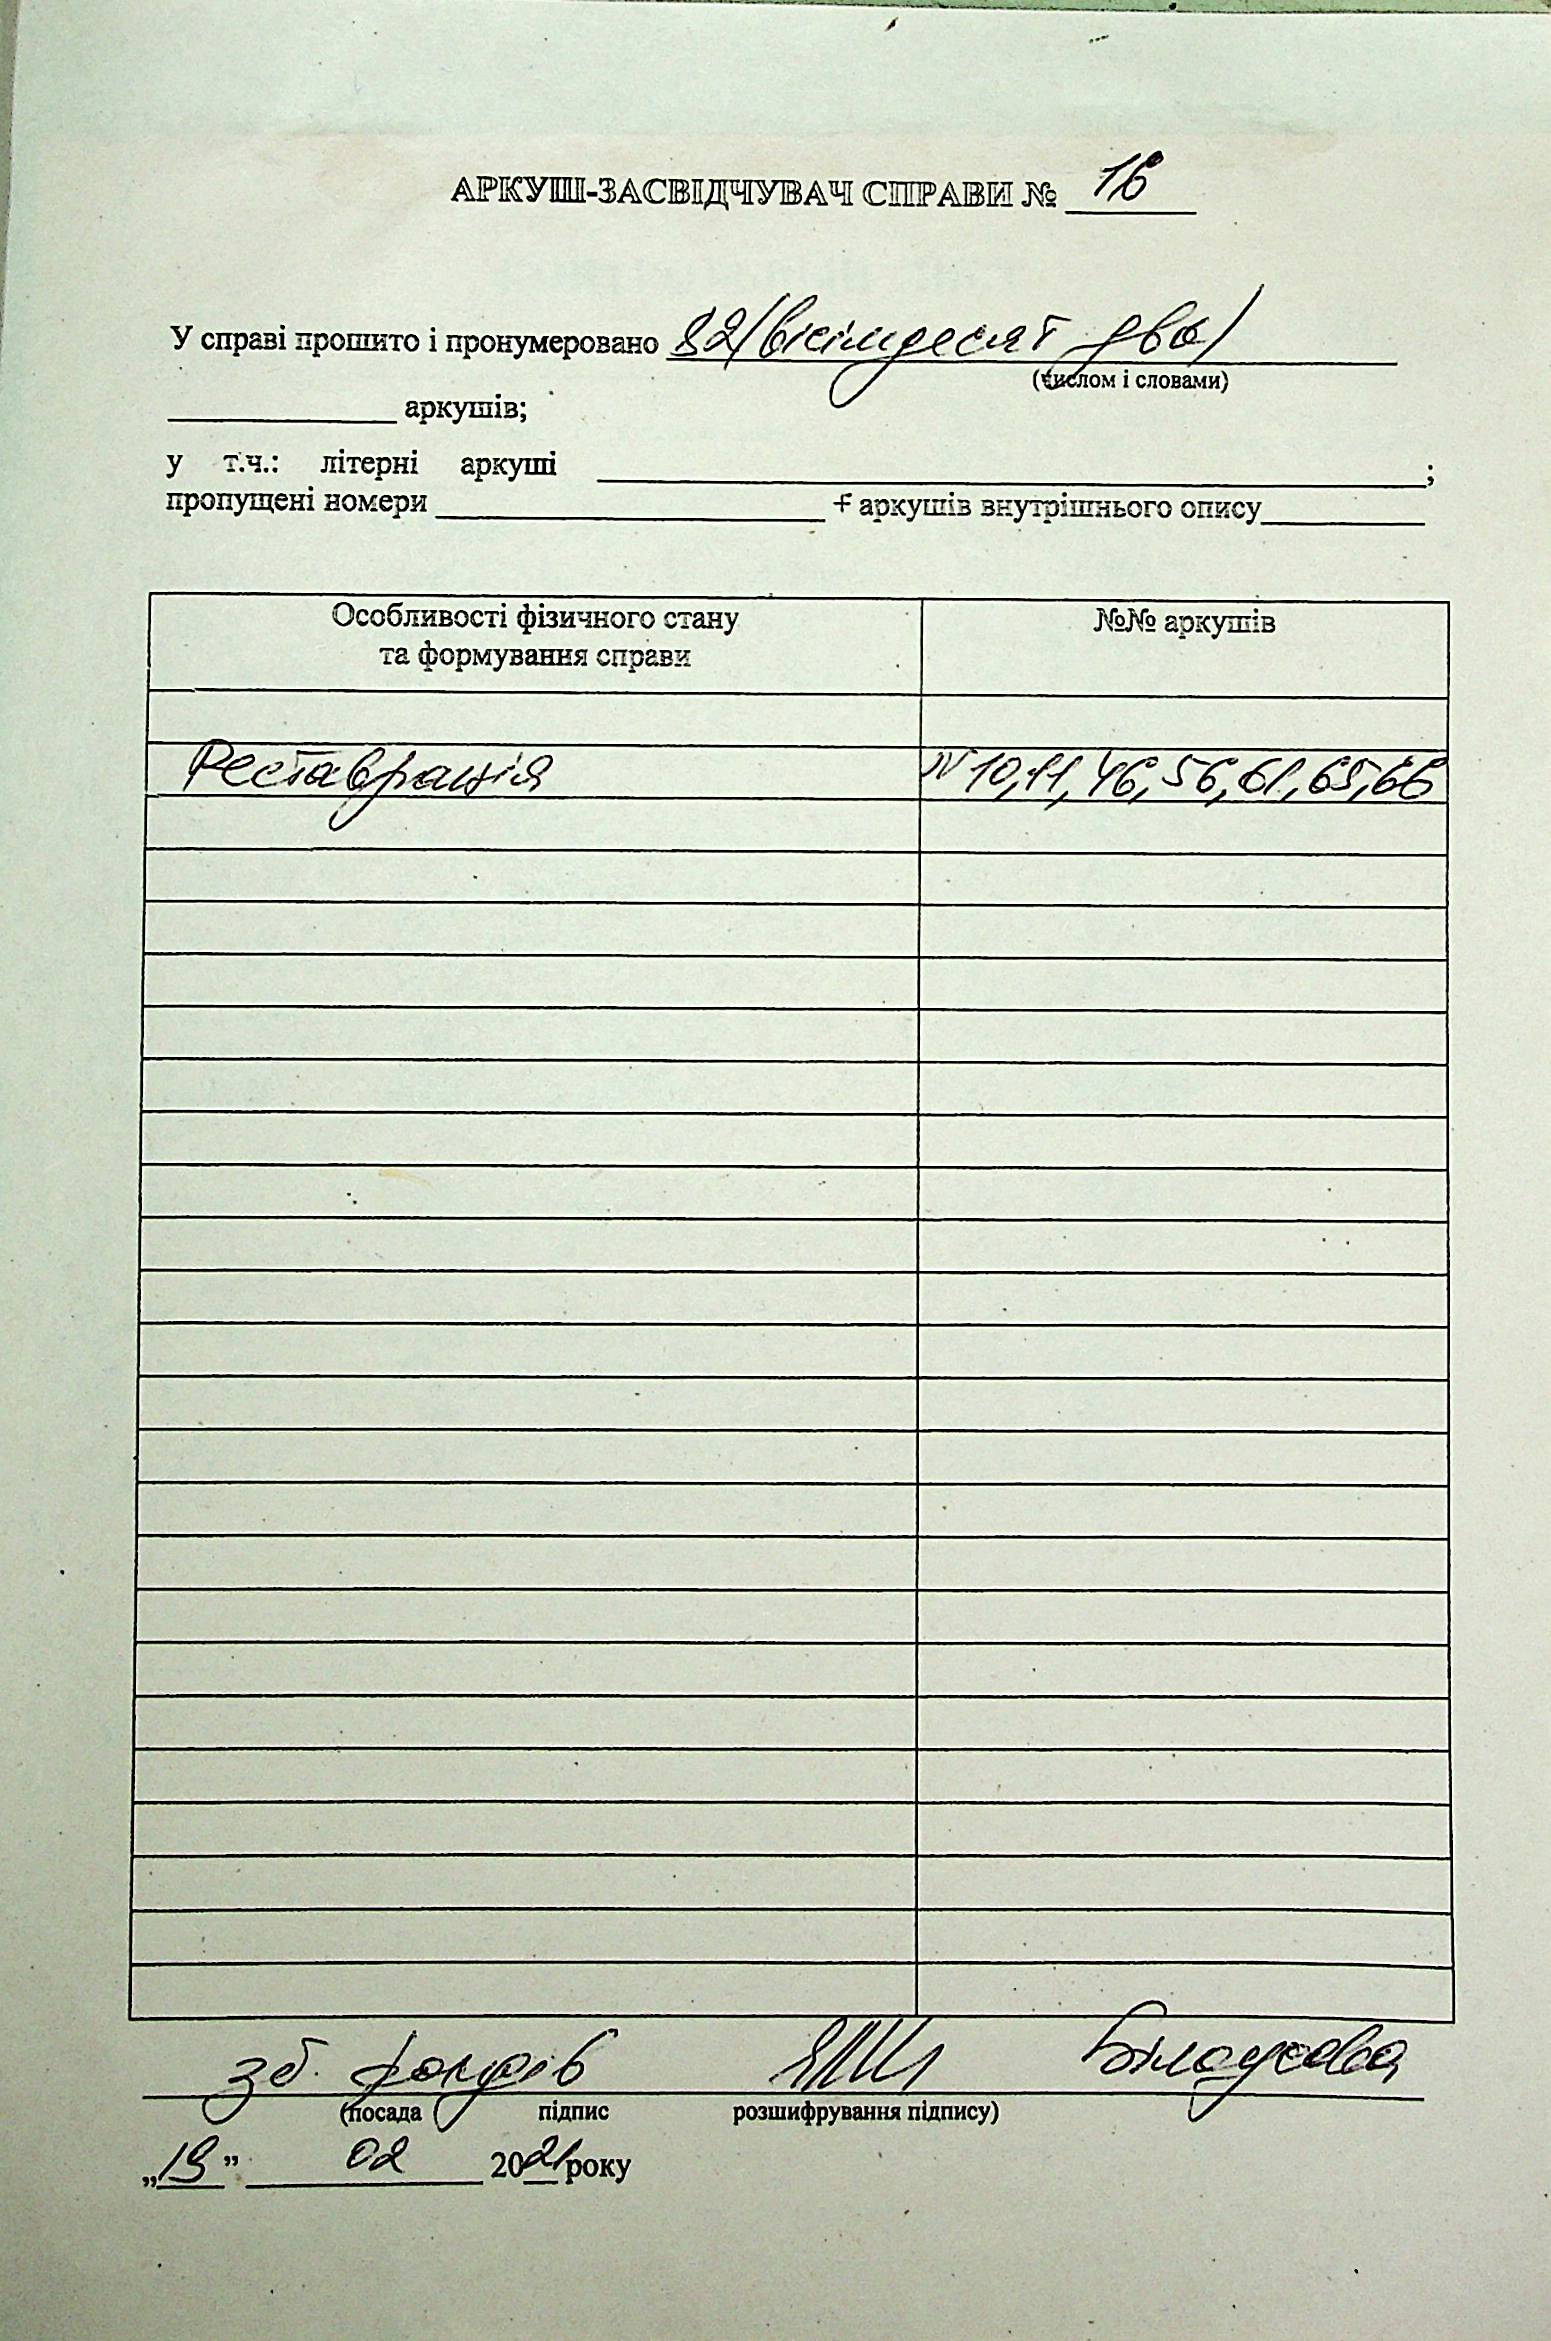 АРКУШ-ЗАСВІДЧУВАЧ СПРАВИ № 16
У справі прошито і пронумеровано 82 (вісімдесят два)
(числом і словами)
аркушів;
у т.ч.: літерні аркуші ;
пропущені номери + аркушів внутрішнього опису
Особливості фізичного стану
та формування справи
№№ аркушів
Реставрація
N 10, 11, 46, 56, 61, 65, 66
зб. фондів Білоусова
(посада підпис розшифрування підпису)
„19” 02 2021 року